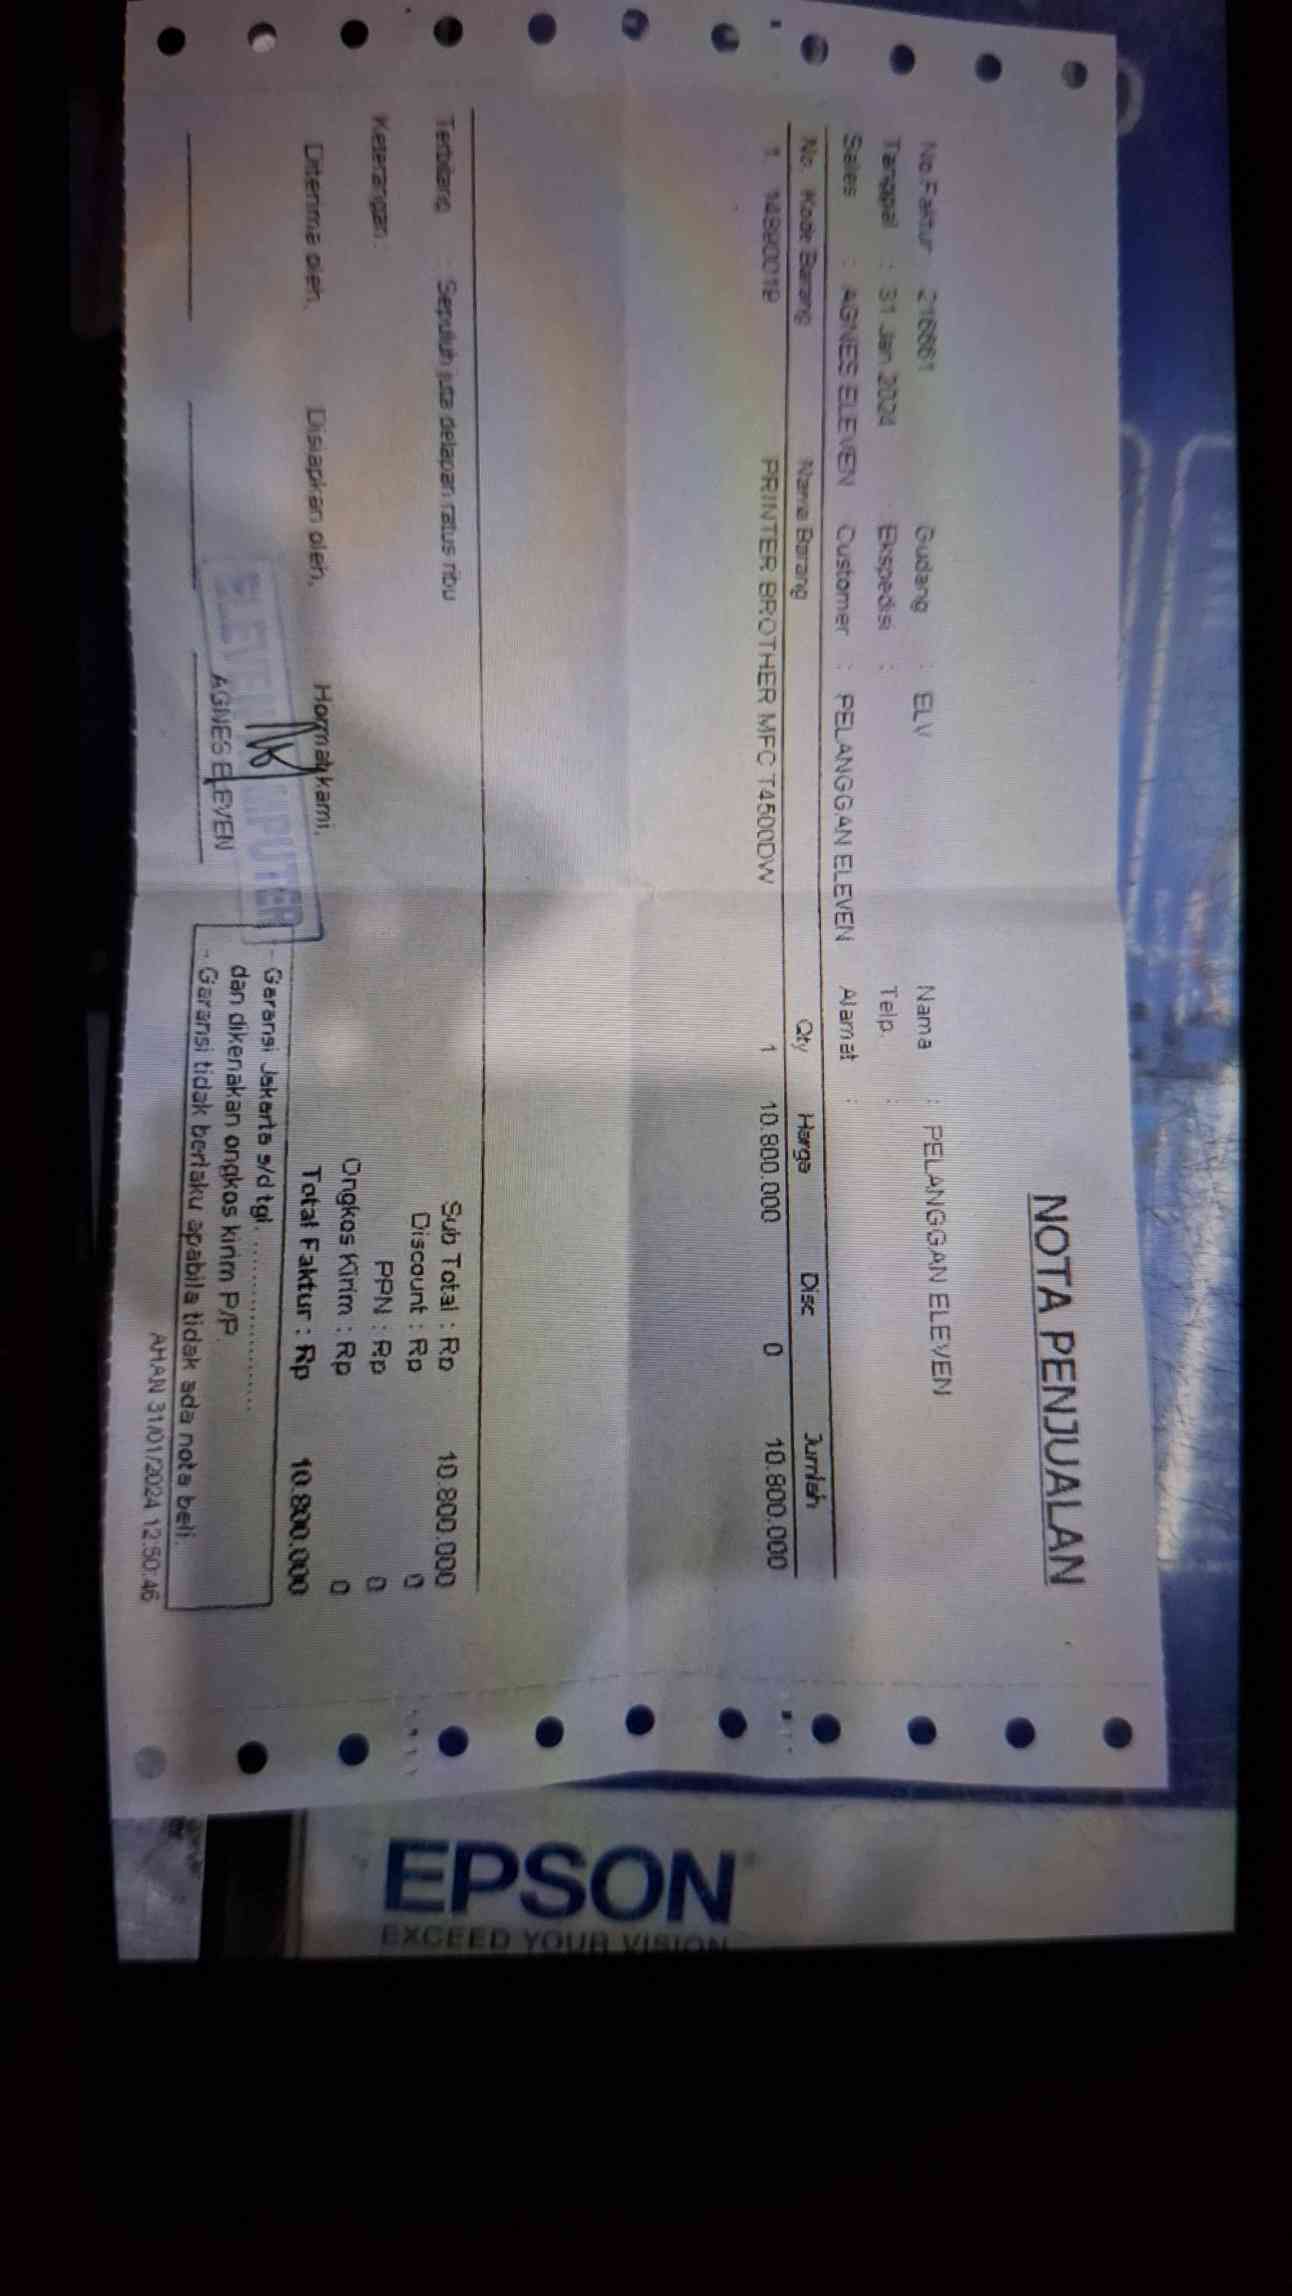 NOTA PENJUALAN
No.Faktur : 216661 Gudang : ELV Nama : PELANGGAN ELEVEN
Tanggal : 31 Jan 2024 Ekspedisi : Telp. :
Sales : AGNES ELEVEN Customer : PELANGGAN ELEVEN Alamat :
No. Kode Barang Nama Barang Qty Harga Disc Jumlah
1. PRINTER BROTHER MFC T4500DW 1 10.800.000 0 10.800.000
Terbilang : Sepuluh juta delapan ratus ribu Sub Total : Rp 10.800.000
Discount : Rp 0
Keterangan: PPN : Rp 0
Ongkos Kirim : Rp 0
Diterima oleh, Disiapkan oleh, Hormat kami, Total Faktur : Rp 10.800.000
- Garansi Jakarta s/d tgl. ....................
dan dikenakan ongkos kirim P/P.
- Garansi tidak berlaku apabila tidak ada nota beli.
ELEVEN MPUTER
AGNES ELEVEN
AHAN 31/01/2024 12:50:46
EPSON
EXCEED YOUR VISION